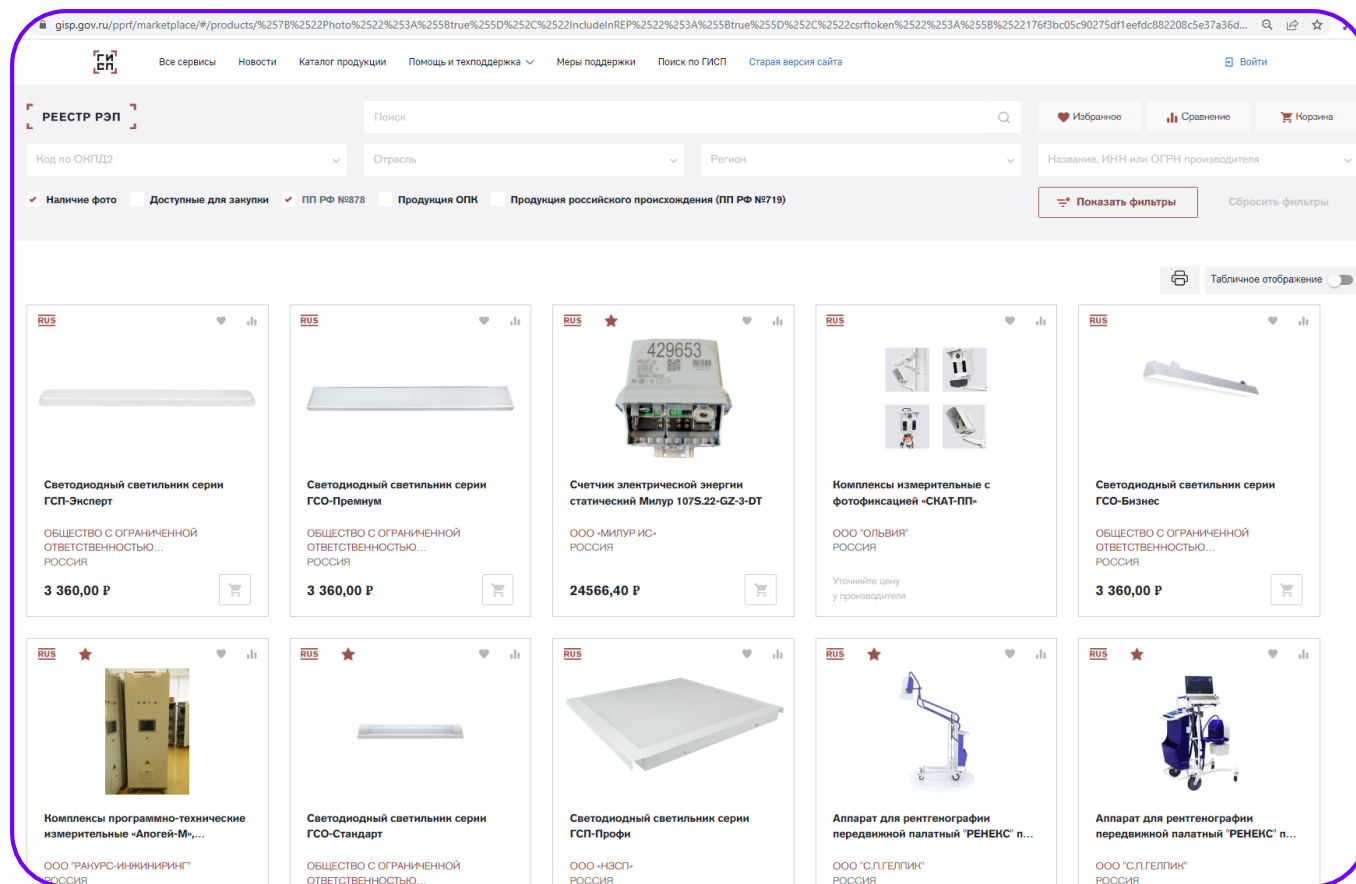 gisp.gov.ru/pprf/marketplace/#/products/%257B%2522Photo%2522%253A%255Btrue%255D%252C%2522IncludeInREP%2522%253A%255Btrue%255D%252C%2522csrftoken%2522%253A%255B%2522176f3bc05c90275df1eefdc882208c5e37a36d...
ГИСП Все сервисы Новости Каталог продукции Помощь и техподдержка Меры поддержки Поиск по ГИСП Старая версия сайта Войти
РЕЕСТР РЭП Поиск Избранное Сравнение Корзина
Код по ОКПД2 Отрасль Регион Название, ИНН или ОГРН производителя
Наличие фото Доступные для закупки ПП РФ №878 Продукция ОПК Продукция российского происхождения (ПП РФ №719) Показать фильтры Сбросить фильтры
Табличное отображение
RUS RUS RUS RUS RUS
429653
Светодиодный светильник серии
ГСП-Эксперт
ОБЩЕСТВО С ОГРАНИЧЕННОЙ
ОТВЕТСТВЕННОСТЬЮ...
РОССИЯ
3 360,00 ₽
Светодиодный светильник серии
ГСО-Премиум
ОБЩЕСТВО С ОГРАНИЧЕННОЙ
ОТВЕТСТВЕННОСТЬЮ...
РОССИЯ
3 360,00 ₽
Счетчик электрической энергии
статический Милур 107S.22-GZ-3-DT
ООО «МИЛУР ИС»
РОССИЯ
24566,40 ₽
Комплексы измерительные с
фотофиксацией «СКАТ-ПП»
ООО "ОЛЬВИЯ"
РОССИЯ
Уточняйте цену
у производителя
Светодиодный светильник серии
ГСО-Бизнес
ОБЩЕСТВО С ОГРАНИЧЕННОЙ
ОТВЕТСТВЕННОСТЬЮ...
РОССИЯ
3 360,00 ₽
RUS RUS RUS RUS RUS
Комплексы программно-технические
измерительные «Апогей-М»,...
ООО "РАКУРС-ИНЖИНИРИНГ"
РОССИЯ
Светодиодный светильник серии
ГСО-Стандарт
ОБЩЕСТВО С ОГРАНИЧЕННОЙ
ОТВЕТСТВЕННОСТЬЮ...
Светодиодный светильник серии
ГСП-Профи
ООО «НЗСП»
РОССИЯ
Аппарат для рентгенографии
передвижной палатный "РЕНЕКС" п...
ООО "С.П.ГЕЛПИК"
РОССИЯ
Аппарат для рентгенографии
передвижной палатный "РЕНЕКС" п...
ООО "С.П.ГЕЛПИК"
РОССИЯ